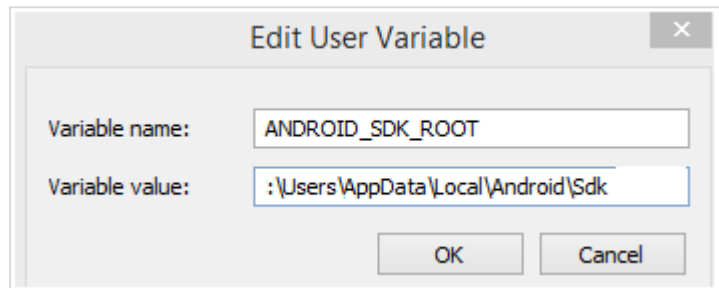 Edit User Variable
Variable name: ANDROID_SDK_ROOT
Variable value: :\Users\AppData\Local\Android\Sdk
OK Cancel